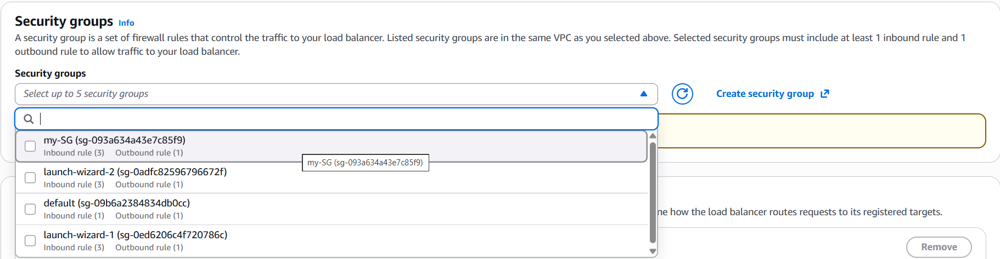 Security groups Info
A security group is a set of firewall rules that control the traffic to your load balancer. Listed security groups are in the same VPC as you selected above. Selected security groups must include at least 1 inbound rule and 1
outbound rule to allow traffic to your load balancer.
Security groups
Select up to 5 security groups
Create security group
my-SG (sg-093a634a43e7c85f9)
Inbound rule (3) Outbound rule (1)
my-SG (sg-093a634a43e7c85f9)
launch-wizard-2 (sg-0adfc82596796672f)
Inbound rule (3) Outbound rule (1)
default (sg-09b6a2384834db0cc)
Inbound rule (1) Outbound rule (1)
ne how the load balancer routes requests to its registered targets.
launch-wizard-1 (sg-0ed6206c4f720786c)
Inbound rule (3) Outbound rule (1)
Remove